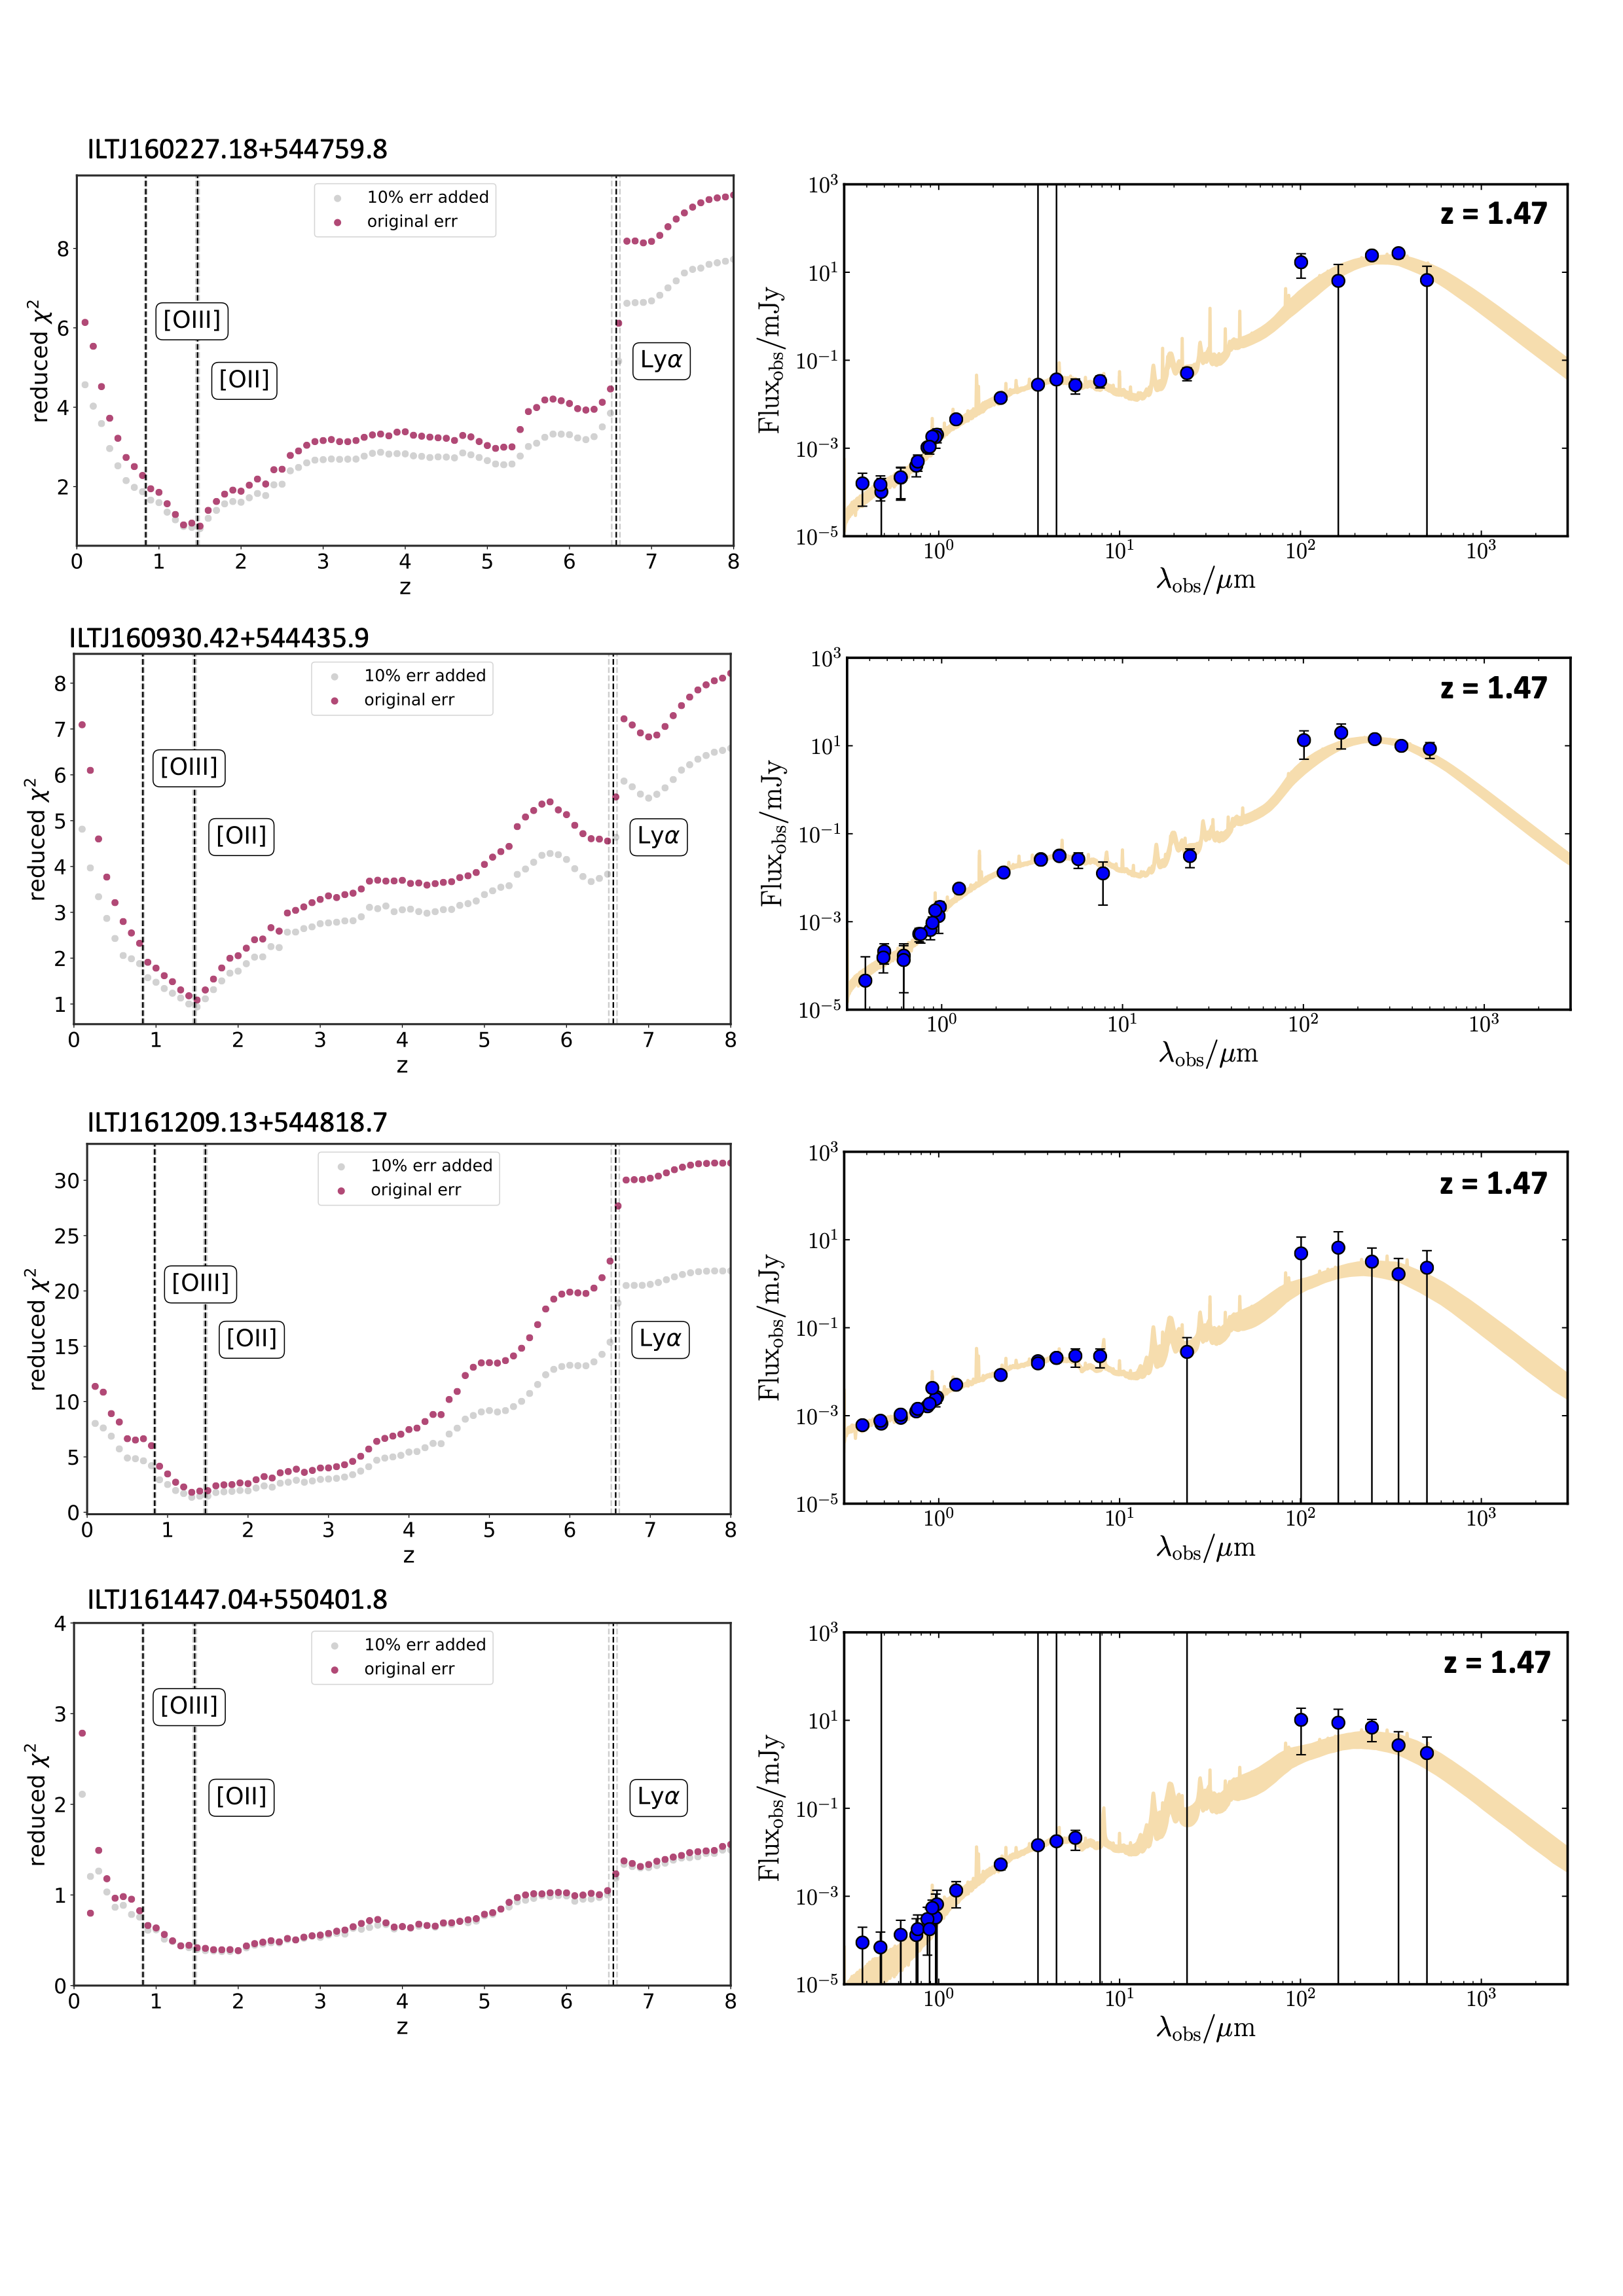 ILTJ160227.18+544759.8
10% err added
original err
[OIII]
[OII]
Lyα
reduced χ²
8
6
4
2
0 1 2 3 4 5 6 7 8
z
z = 1.47
Flux_obs/mJy
10³
10¹
10⁻¹
10⁻³
10⁻⁵
10⁰ 10¹ 10² 10³
λ_obs/μm
ILTJ160930.42+544435.9
10% err added
original err
[OIII]
[OII]
Lyα
reduced χ²
8
7
6
5
4
3
2
1
0 1 2 3 4 5 6 7 8
z
z = 1.47
Flux_obs/mJy
10³
10¹
10⁻¹
10⁻³
10⁻⁵
10⁰ 10¹ 10² 10³
λ_obs/μm
ILTJ161209.13+544818.7
10% err added
original err
[OIII]
[OII]
Lyα
reduced χ²
30
25
20
15
10
5
0
0 1 2 3 4 5 6 7 8
z
z = 1.47
Flux_obs/mJy
10³
10¹
10⁻¹
10⁻³
10⁻⁵
10⁰ 10¹ 10² 10³
λ_obs/μm
ILTJ161447.04+550401.8
10% err added
original err
[OIII]
[OII]
Lyα
reduced χ²
4
3
2
1
0
0 1 2 3 4 5 6 7 8
z
z = 1.47
Flux_obs/mJy
10³
10¹
10⁻¹
10⁻³
10⁻⁵
10⁰ 10¹ 10² 10³
λ_obs/μm